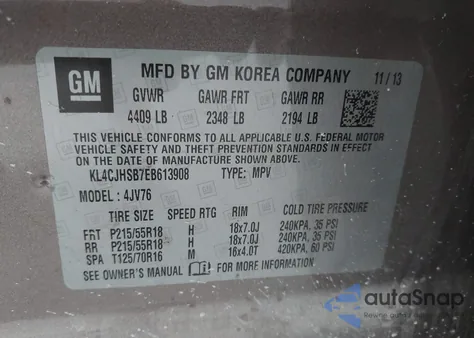 GM
MFD BY GM KOREA COMPANY 11/13
GVWR GAWR FRT GAWR RR
4409 LB 2348 LB 2194 LB
THIS VEHICLE CONFORMS TO ALL APPLICABLE U.S. FEDERAL MOTOR
VEHICLE SAFETY AND THEFT PREVENTION STANDARDS IN
EFFECT ON THE DATE OF MANUFACTURE SHOWN ABOVE.
KL4CJHSB7EB613908 TYPE: MPV
MODEL : 4JV76
TIRE SIZE SPEED RTG RIM COLD TIRE PRESSURE
FRT P215/55R18 H 18x7.0J 240KPA, 35 PSI
RR P215/55R18 H 18x7.0J 240KPA, 35 PSI
SPA T125/70R16 M 16x4.0T 420KPA, 60 PSI
SEE OWNER'S MANUAL FOR MORE INFORMATION.
autoSnap